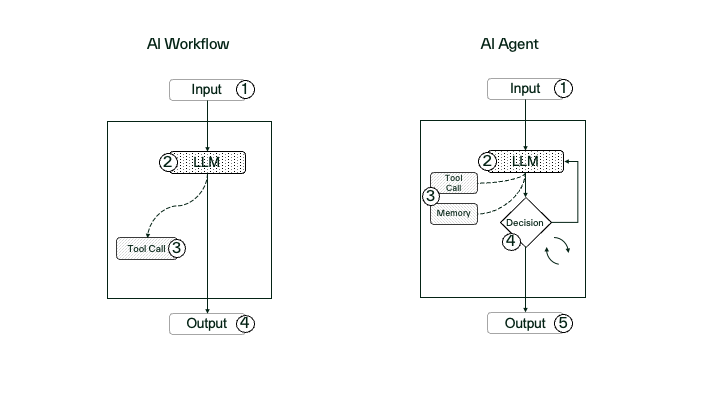 AI Workflow
Input 1
2 LLM
Tool Call 3
Output 4
AI Agent
Input 1
2 LLM
Tool
Call
3
Memory
Decision
4
Output 5